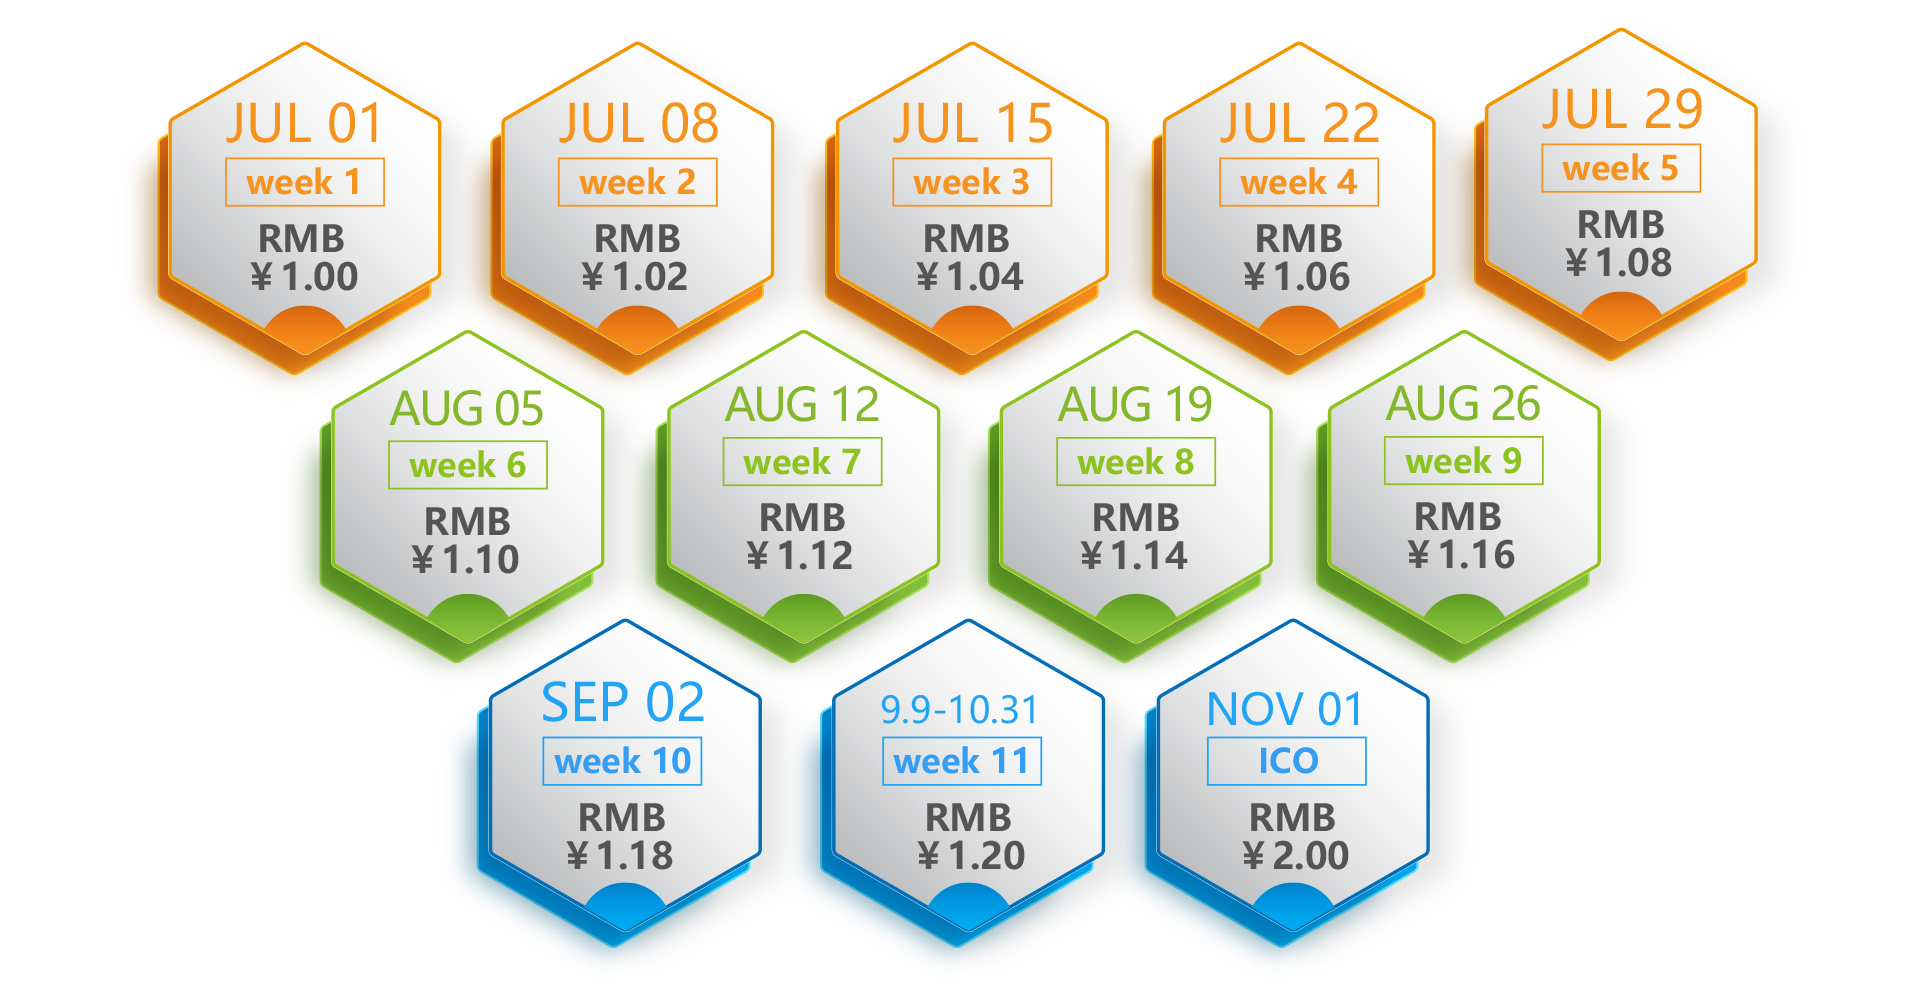 JUL 01
week 1
RMB
¥ 1.00
JUL 08
week 2
RMB
¥ 1.02
JUL 15
week 3
RMB
¥ 1.04
JUL 22
week 4
RMB
¥ 1.06
JUL 29
week 5
RMB
¥ 1.08
AUG 05
week 6
RMB
¥ 1.10
AUG 12
week 7
RMB
¥ 1.12
AUG 19
week 8
RMB
¥ 1.14
AUG 26
week 9
RMB
¥ 1.16
SEP 02
week 10
RMB
¥ 1.18
9.9-10.31
week 11
RMB
¥ 1.20
NOV 01
ICO
RMB
¥ 2.00